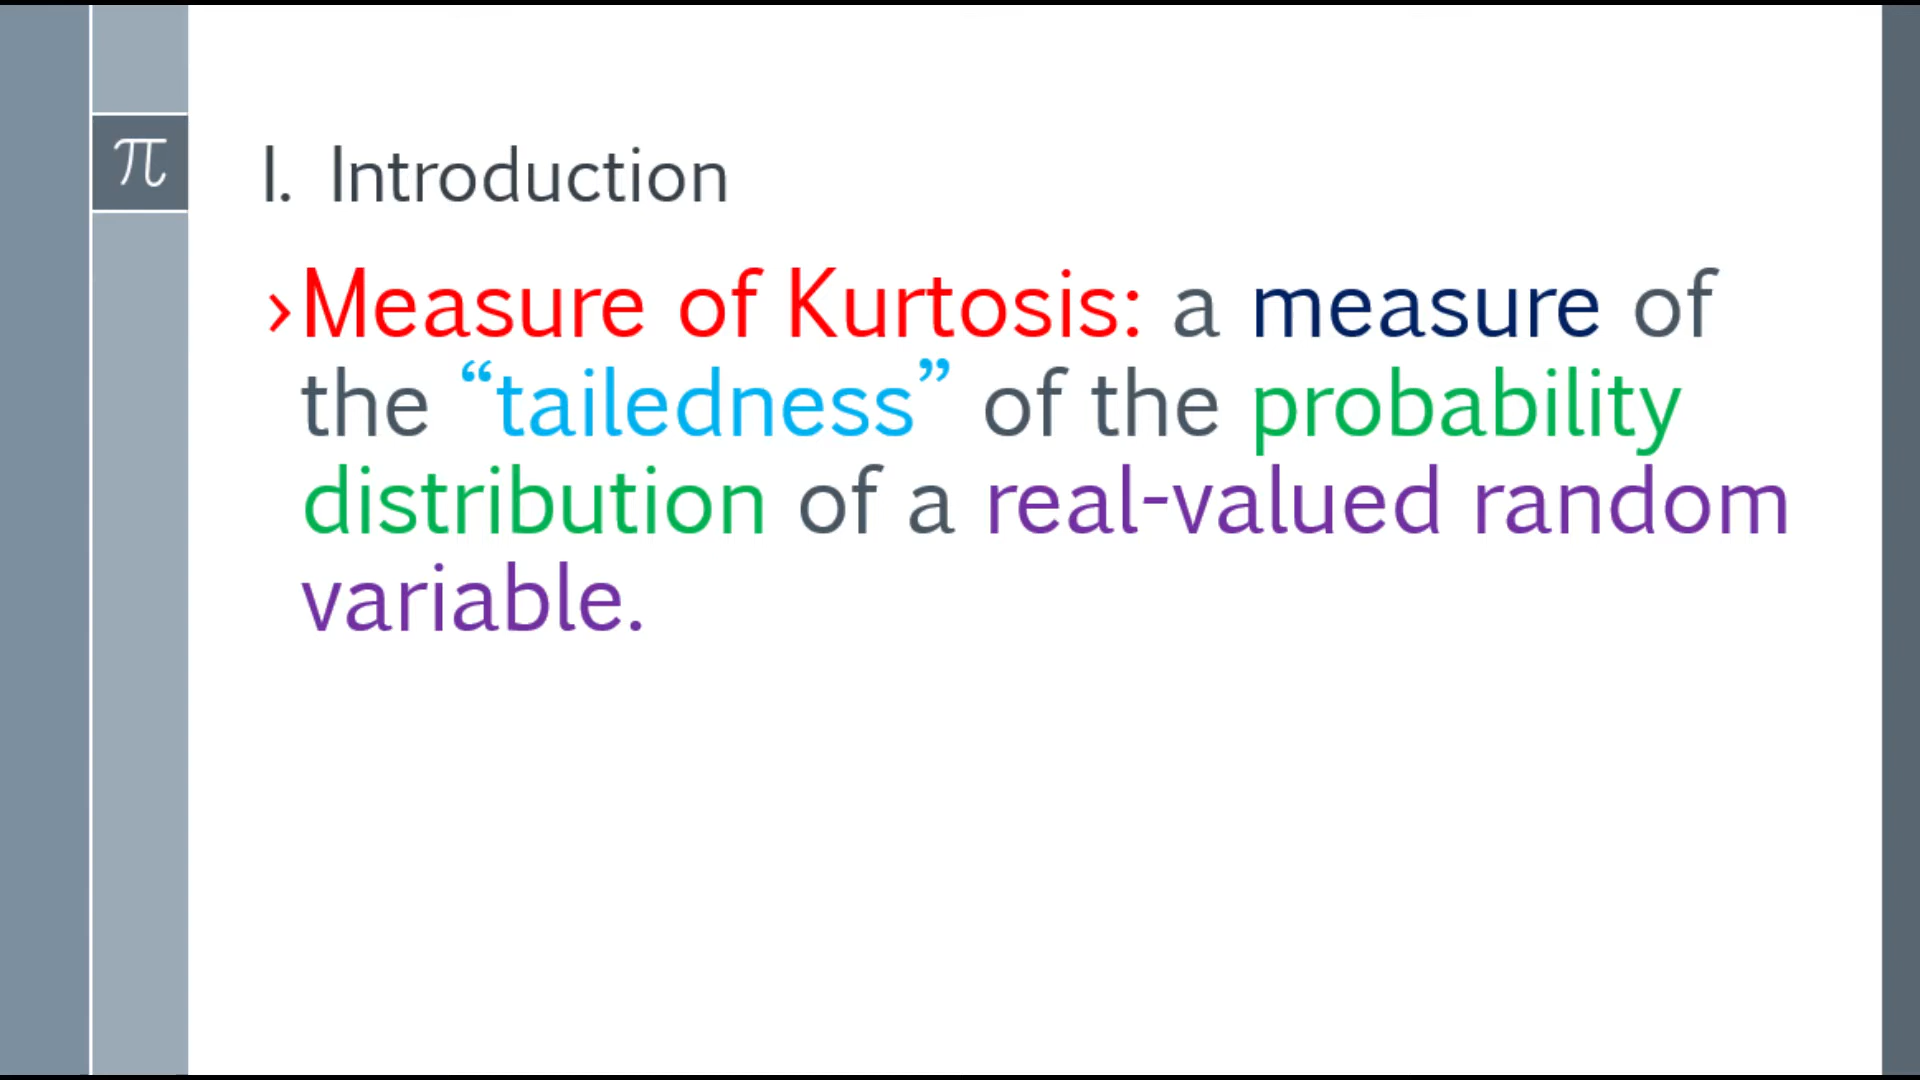 π
I. Introduction
›Measure of Kurtosis: a measure of
the “tailedness” of the probability
distribution of a real-valued random
variable.